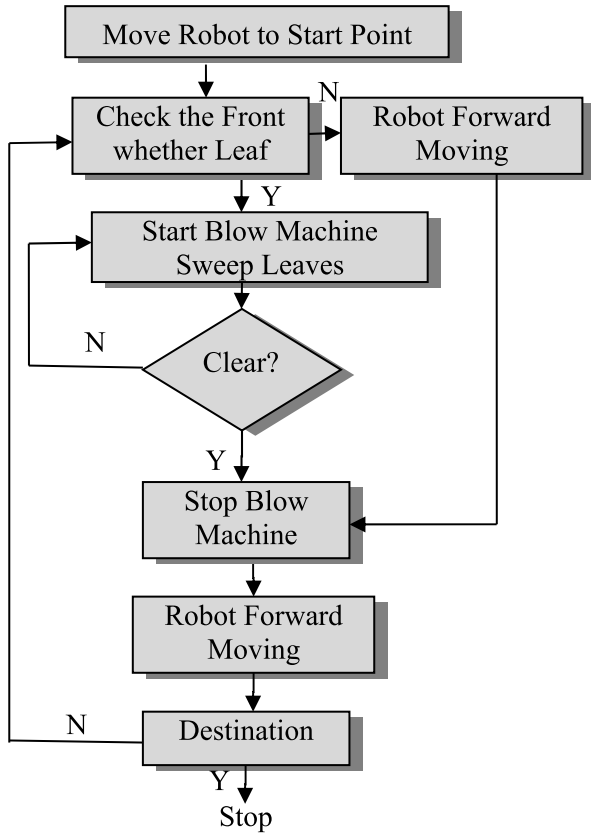 Move Robot to Start Point
N
Check the Front
whether Leaf
Robot Forward
Moving
Y
Start Blow Machine
Sweep Leaves
N
Clear?
Y
Stop Blow
Machine
Robot Forward
Moving
N
Destination
Y
Stop